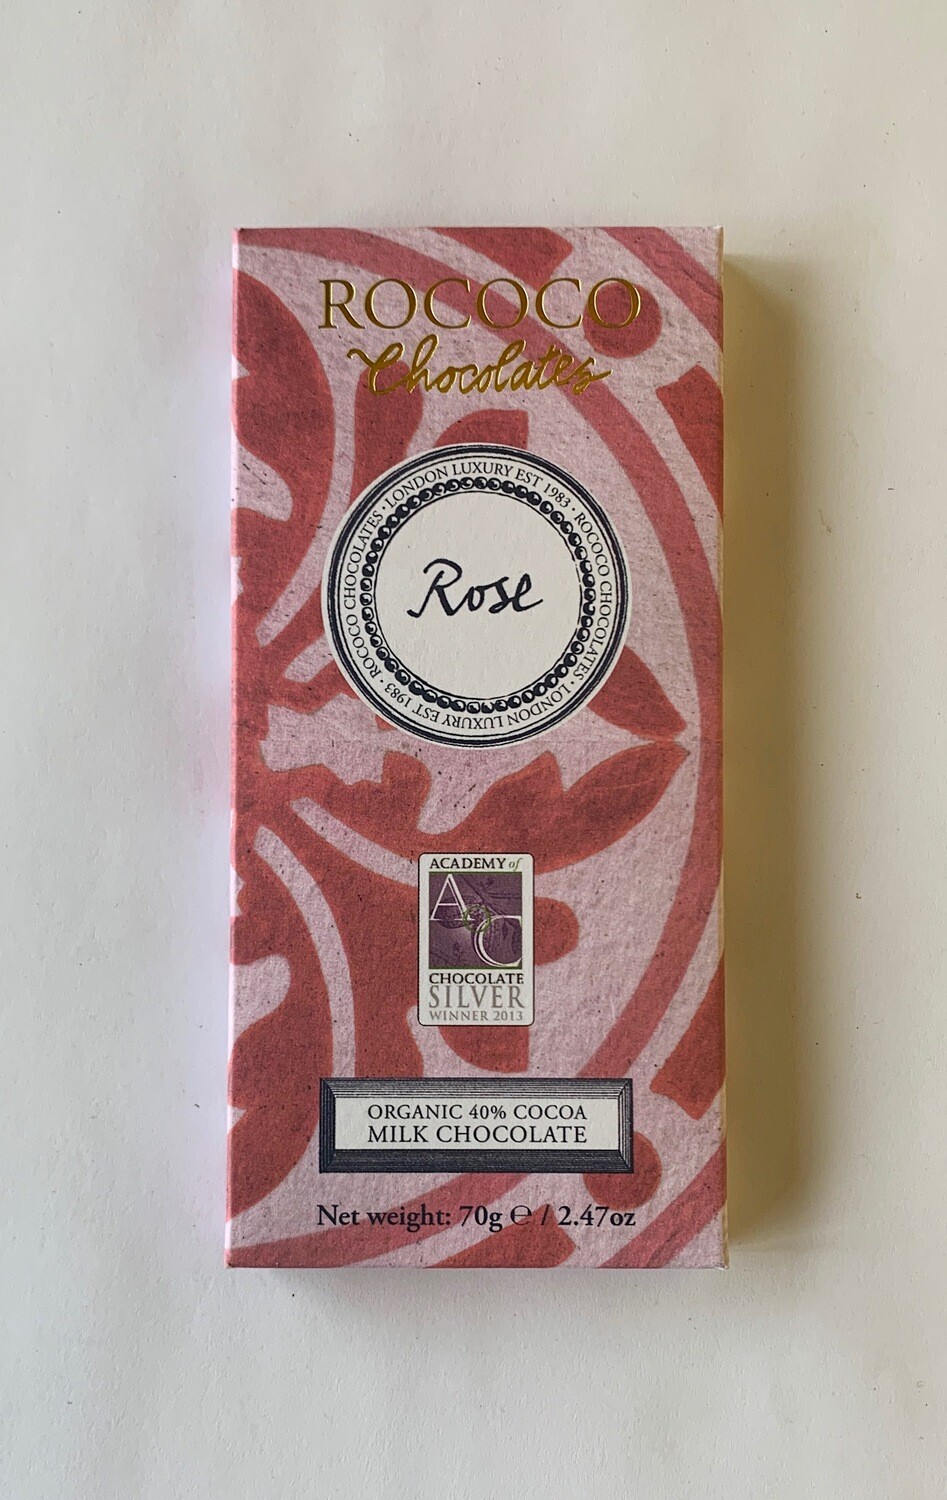 ROCOCO
Chocolates
LONDON LUXURY EST 1983 · ROCOCO CHOCOLATES · LONDON LUXURY EST 1983 · ROCOCO CHOCOLATES ·
Rose
ACADEMY of
AOC
CHOCOLATE
SILVER
WINNER 2013
ORGANIC 40% COCOA
MILK CHOCOLATE
Net weight: 70g ℮ / 2.47oz